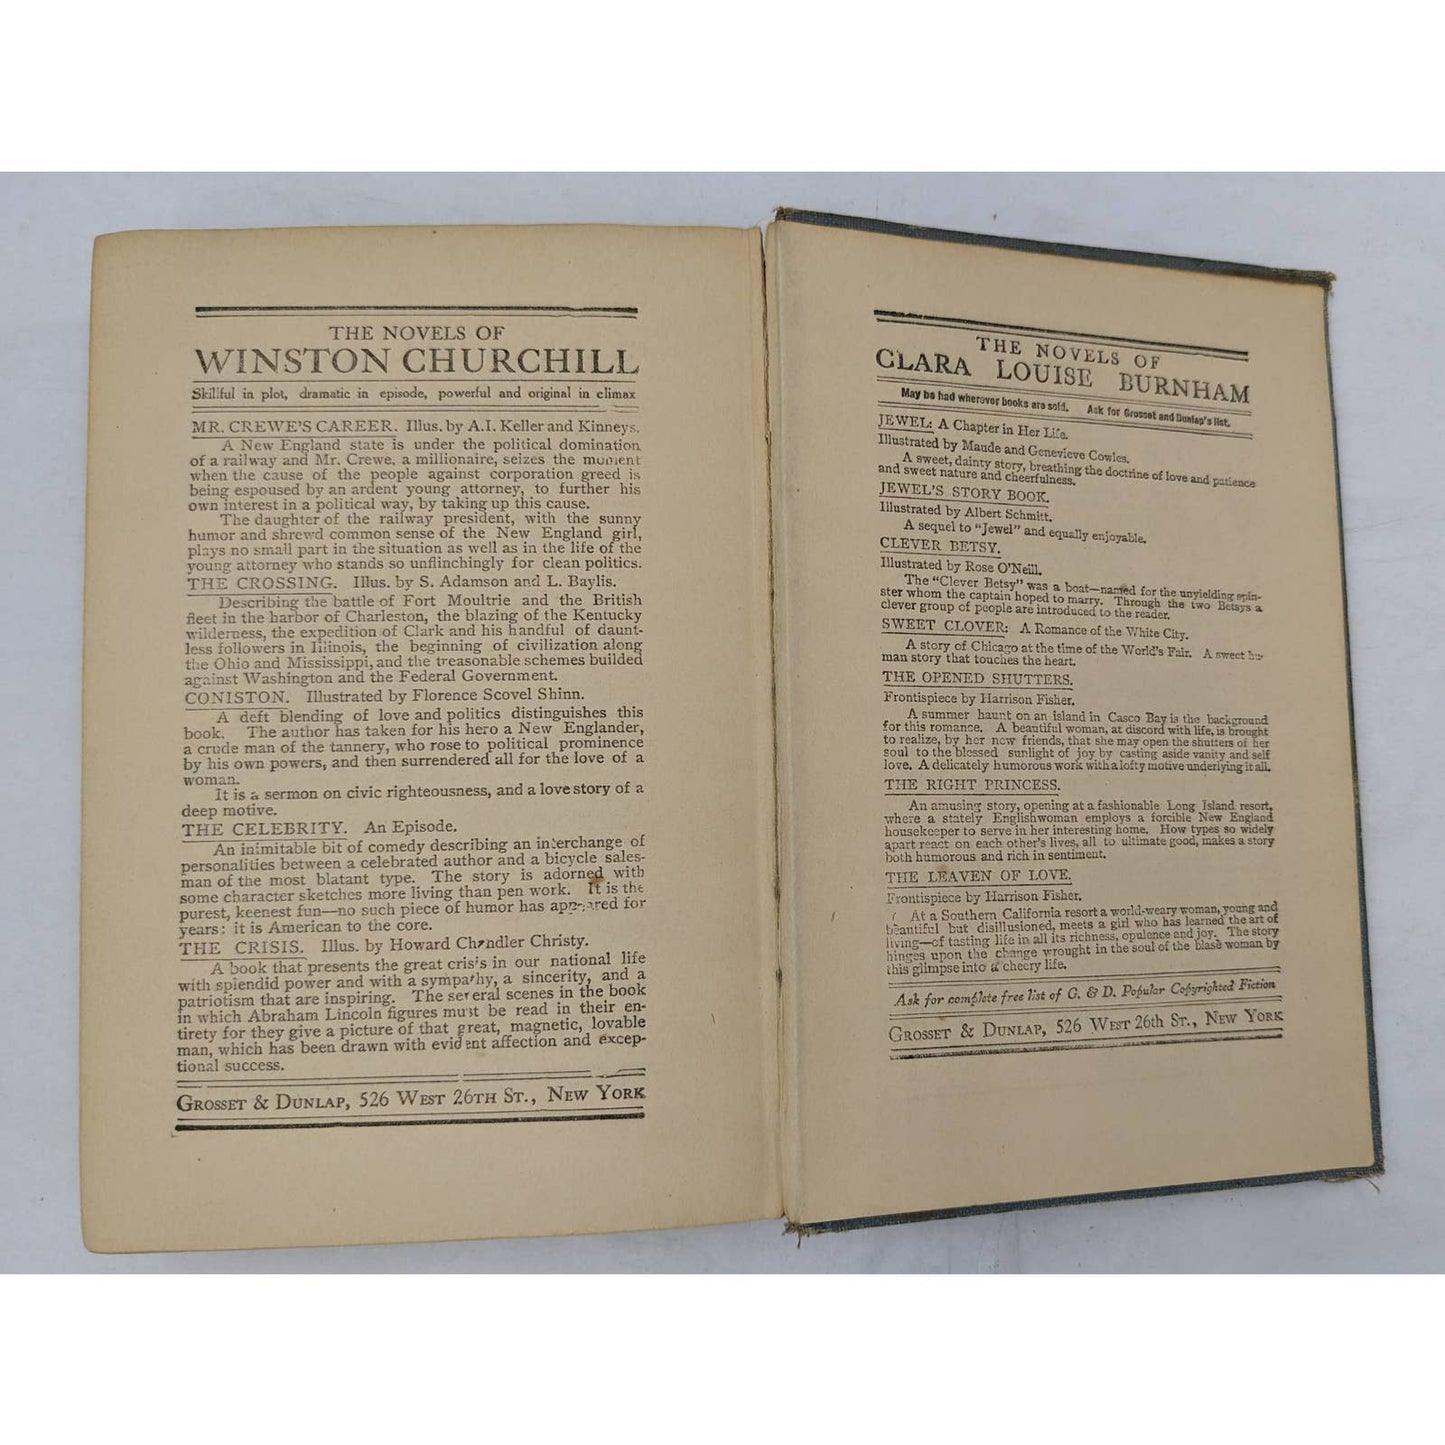 THE NOVELS OF
WINSTON CHURCHILL
Skillful in plot, dramatic in episode, powerful and original in climax
MR. CREWE'S CAREER. Illus. by A.I. Keller and Kinneys.
A New England state is under the political domination
of a railway and Mr. Crewe, a millionaire, seizes the moment
when the cause of the people against corporation greed is
being espoused by an ardent young attorney, to further his
own interest in a political way, by taking up this cause.
The daughter of the railway president, with the sunny
humor and shrewd common sense of the New England girl,
plays no small part in the situation as well as in the life of the
young attorney who stands so unflinchingly for clean politics.
THE CROSSING. Illus. by S. Adamson and L. Baylis.
Describing the battle of Fort Moultrie and the British
fleet in the harbor of Charleston, the blazing of the Kentucky
wilderness, the expedition of Clark and his handful of daunt-
less followers in Illinois, the beginning of civilization along
the Ohio and Mississippi, and the treasonable schemes builded
against Washington and the Federal Government.
CONISTON. Illustrated by Florence Scovel Shinn.
A deft blending of love and politics distinguishes this
book. The author has taken for his hero a New Englander,
a crude man of the tannery, who rose to political prominence
by his own powers, and then surrendered all for the love of a
woman.
It is a sermon on civic righteousness, and a love story of a
deep motive.
THE CELEBRITY. An Episode.
An inimitable bit of comedy describing an interchange of
personalities between a celebrated author and a bicycle sales-
man of the most blatant type. The story is adorned with
some character sketches more living than pen work. It is the
purest, keenest fun—no such piece of humor has appeared for
years: it is American to the core.
THE CRISIS. Illus. by Howard Chandler Christy.
A book that presents the great crisis in our national life
with splendid power and with a sympathy, a sincerity, and a
patriotism that are inspiring. The several scenes in the book
in which Abraham Lincoln figures must be read in their en-
tirety for they give a picture of that great, magnetic, lovable
man, which has been drawn with evident affection and excep-
tional success.
GROSSET & DUNLAP, 526 WEST 26TH ST., NEW YORK
THE NOVELS OF
CLARA LOUISE BURNHAM
May be had wherever books are sold. Ask for Grosset and Dunlap's list.
JEWEL: A Chapter in Her Life.
Illustrated by Maude and Genevieve Cowles.
A sweet, dainty story, breathing the doctrine of love and patience
and sweet nature and cheerfulness.
JEWEL'S STORY BOOK.
Illustrated by Albert Schmitt.
A sequel to "Jewel" and equally enjoyable.
CLEVER BETSY.
Illustrated by Rose O'Neill.
The "Clever Betsy" was a boat—named for the unyielding spin-
ster whom the captain hoped to marry. Through the two Betsys a
clever group of people are introduced to the reader.
SWEET CLOVER: A Romance of the White City.
A story of Chicago at the time of the World's Fair. A sweet hu-
man story that touches the heart.
THE OPENED SHUTTERS.
Frontispiece by Harrison Fisher.
A summer haunt on an island in Casco Bay is the background
for this romance. A beautiful woman, at discord with life, is brought
to realize, by her new friends, that she may open the shutters of her
soul to the blessed sunlight of joy by casting aside vanity and self
love. A delicately humorous work with a lofty motive underlying it all.
THE RIGHT PRINCESS.
An amusing story, opening at a fashionable Long Island resort,
where a stately Englishwoman employs a forcible New England
housekeeper to serve in her interesting home. How types so widely
apart react on each other's lives, all to ultimate good, makes a story
both humorous and rich in sentiment.
THE LEAVEN OF LOVE.
Frontispiece by Harrison Fisher.
At a Southern California resort a world-weary woman, young and
beautiful but disillusioned, meets a girl who has learned the art of
living—of tasting life in all its richness, opulence and joy. The story
hinges upon the change wrought in the soul of the blasé woman by
this glimpse into a cheery life.
Ask for complete free list of G. & D. Popular Copyrighted Fiction
GROSSET & DUNLAP, 526 WEST 26th ST., NEW YORK